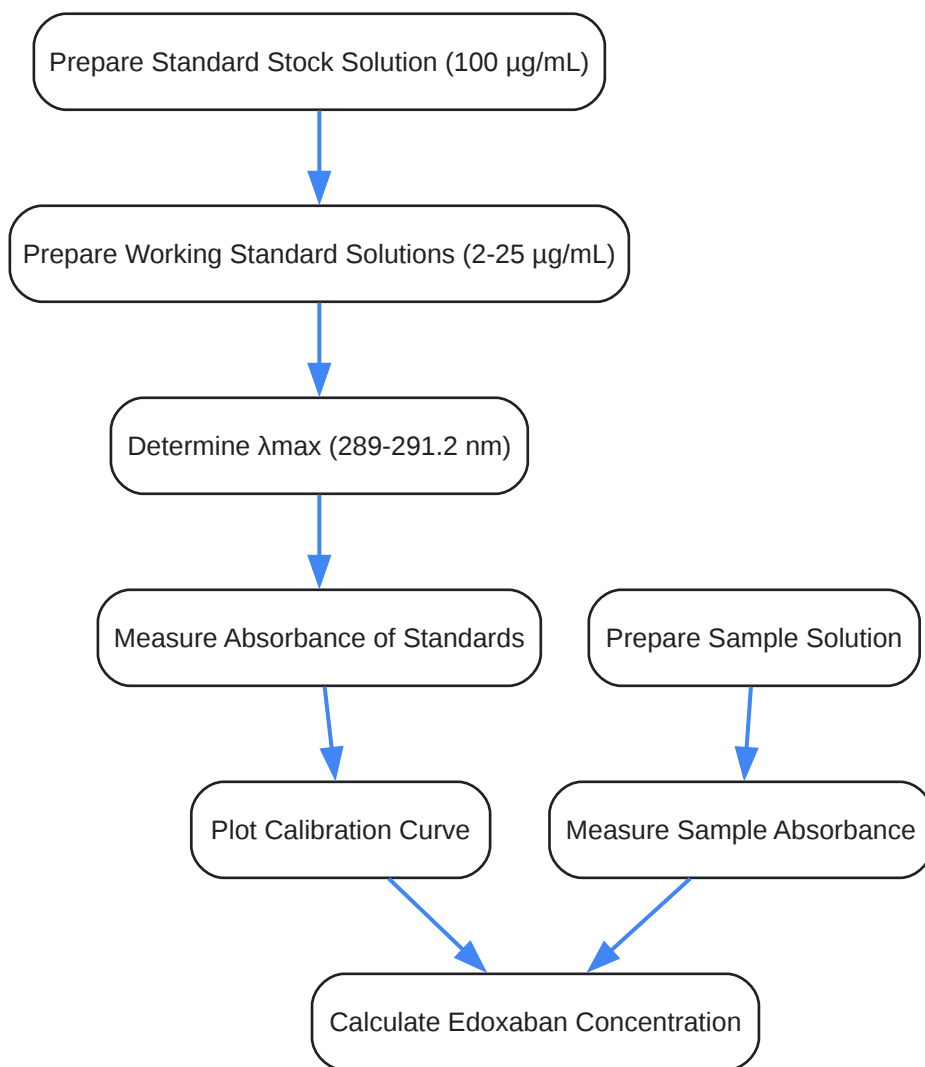 Prepare Standard Stock Solution (100 µg/mL)
Prepare Working Standard Solutions (2-25 µg/mL)
Determine λmax (289-291.2 nm)
Measure Absorbance of Standards
Prepare Sample Solution
Plot Calibration Curve
Measure Sample Absorbance
Calculate Edoxaban Concentration